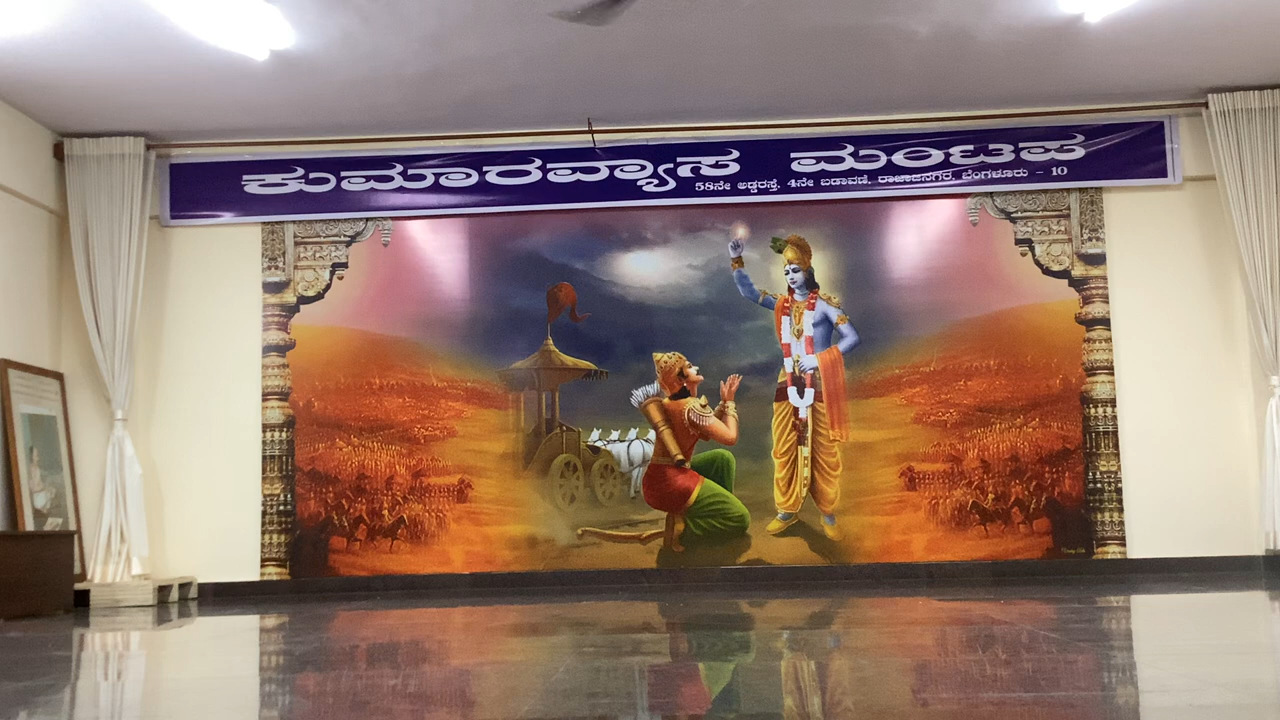 ಕುಮಾರವ್ಯಾಸ ಮಂಟಪ
58ನೇ ಅಡ್ಡರಸ್ತೆ, 4ನೇ ಬಡಾವಣೆ, ರಾಜಾಜಿನಗರ, ಬೆಂಗಳೂರು - 10